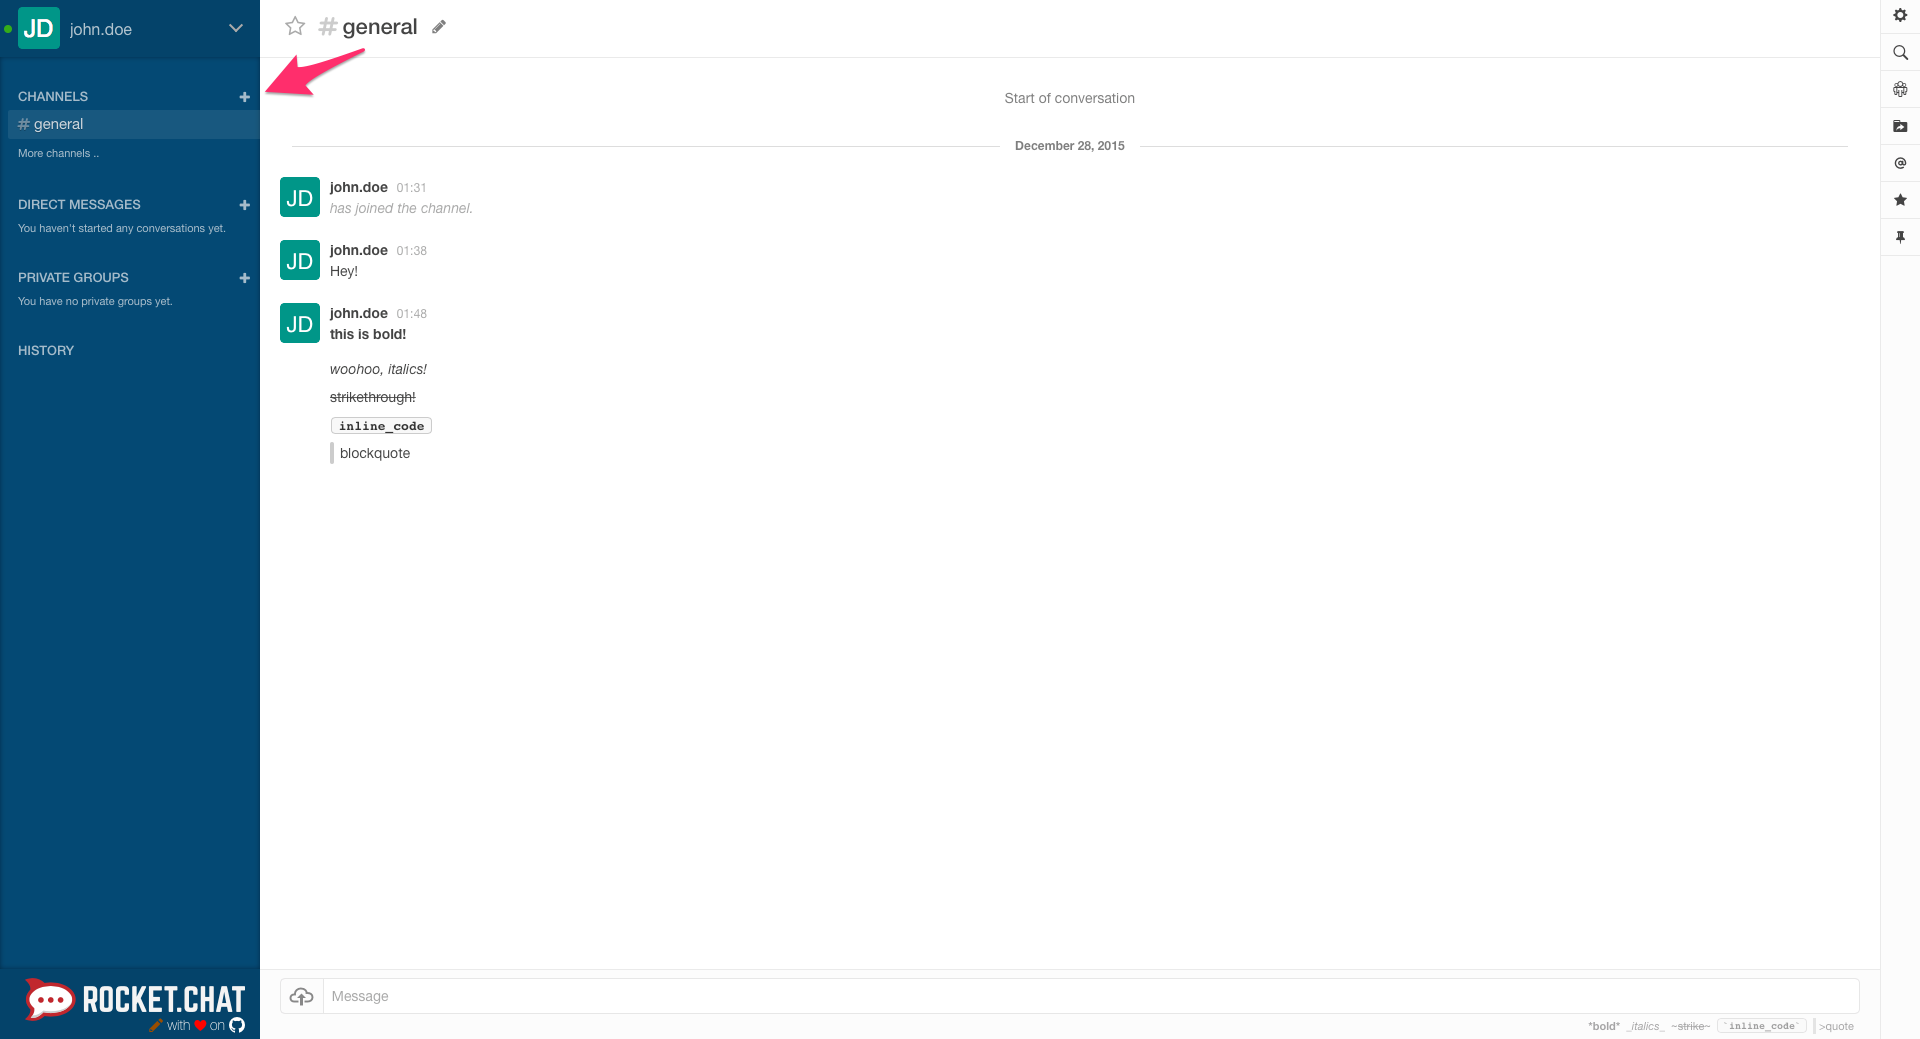 JD john.doe
CHANNELS +
# general
More channels ..
DIRECT MESSAGES +
You haven't started any conversations yet.
PRIVATE GROUPS +
You have no private groups yet.
HISTORY
ROCKET.CHAT
with on
# general
Start of conversation
December 28, 2015
JD john.doe 01:31
has joined the channel.
JD john.doe 01:38
Hey!
JD john.doe 01:48
this is bold!
woohoo, italics!
strikethrough!
inline_code
blockquote
Message
*bold* _italics_ ~strike~ `inline_code` >quote
@